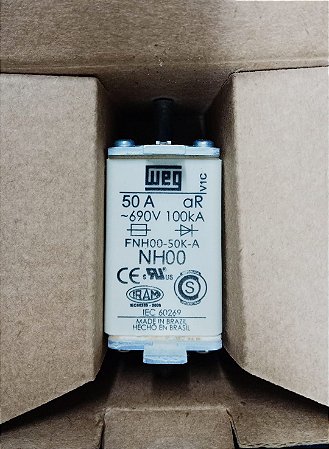 WEG
V1C
50 A aR
~690V 100kA
FNH00-50K-A
NH00
CE c RU US
IRAM
S
IEC 60269
MADE IN BRAZIL
HECHO EN BRASIL